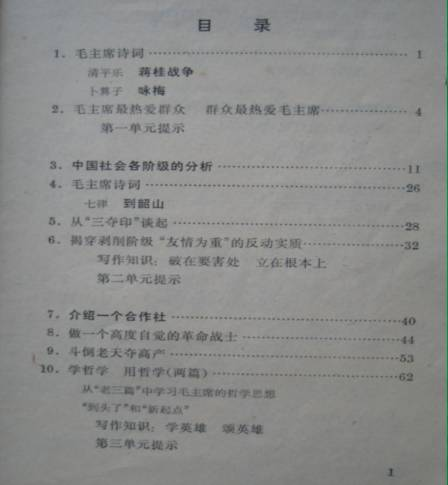 目 录
1. 毛主席诗词……1
清平乐 蒋桂战争
卜算子 咏梅
2. 毛主席最热爱群众 群众最热爱毛主席……4
第一单元提示
3. 中国社会各阶级的分析……11
4. 毛主席诗词……26
七律 到韶山
5. 从“三夺印”谈起……28
6. 揭穿剥削阶级“友情为重”的反动实质……32
写作知识：破在要害处 立在根本上
第二单元提示
7. 介绍一个合作社……40
8. 做一个高度自觉的革命战士……44
9. 斗倒老天夺高产……53
10. 学哲学 用哲学(两篇)……62
从“老三篇”中学习毛主席的哲学思想
“到头了”和“新起点”
写作知识：学英雄 颂英雄
第三单元提示
1